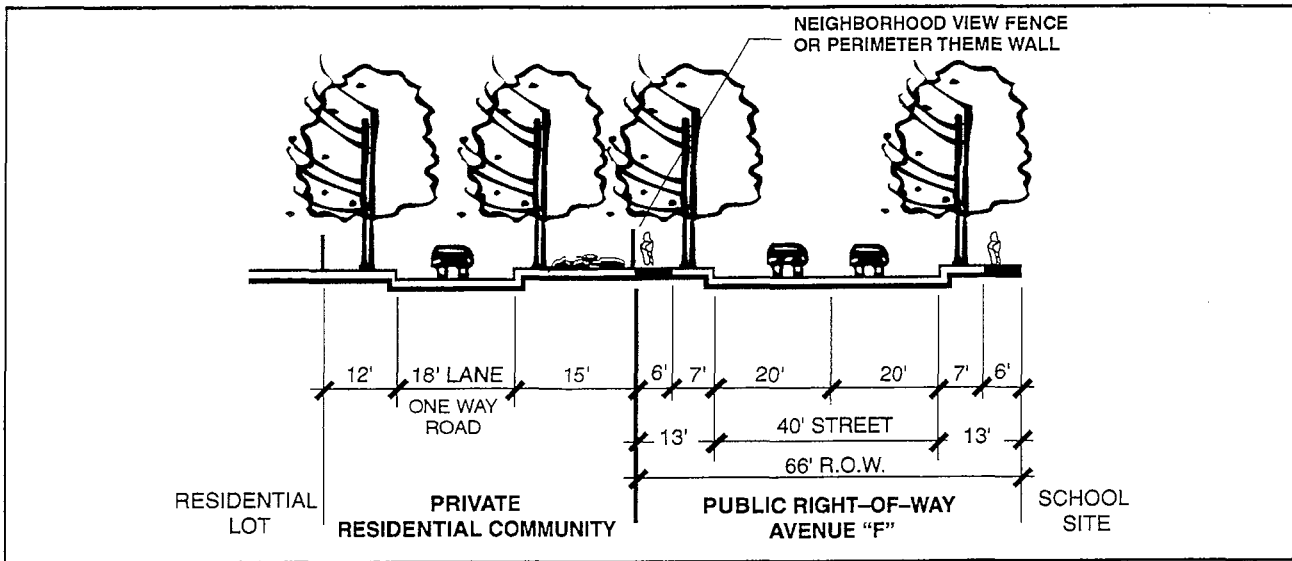 NEIGHBORHOOD VIEW FENCE
OR PERIMETER THEME WALL
12' 18' LANE 15' 6' 7' 20' 20' 7' 6'
ONE WAY
ROAD
13' 40' STREET 13'
66' R.O.W.
RESIDENTIAL
LOT
PRIVATE
RESIDENTIAL COMMUNITY
PUBLIC RIGHT–OF–WAY
AVENUE "F"
SCHOOL
SITE